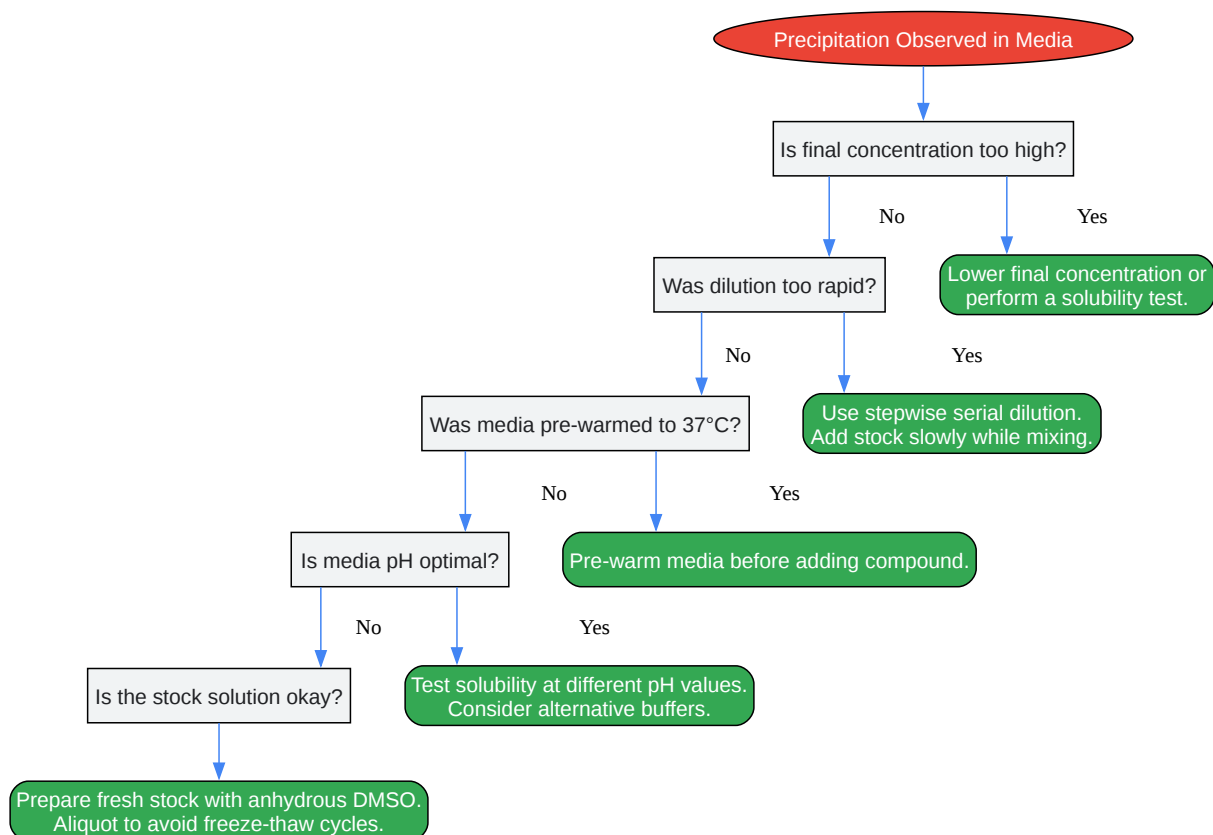 Precipitation Observed in Media
Is final concentration too high?
No
Yes
Was dilution too rapid?
Lower final concentration or
perform a solubility test.
No
Yes
Was media pre-warmed to 37°C?
Use stepwise serial dilution.
Add stock slowly while mixing.
No
Yes
Is media pH optimal?
Pre-warm media before adding compound.
No
Yes
Is the stock solution okay?
Test solubility at different pH values.
Consider alternative buffers.
Prepare fresh stock with anhydrous DMSO.
Aliquot to avoid freeze-thaw cycles.